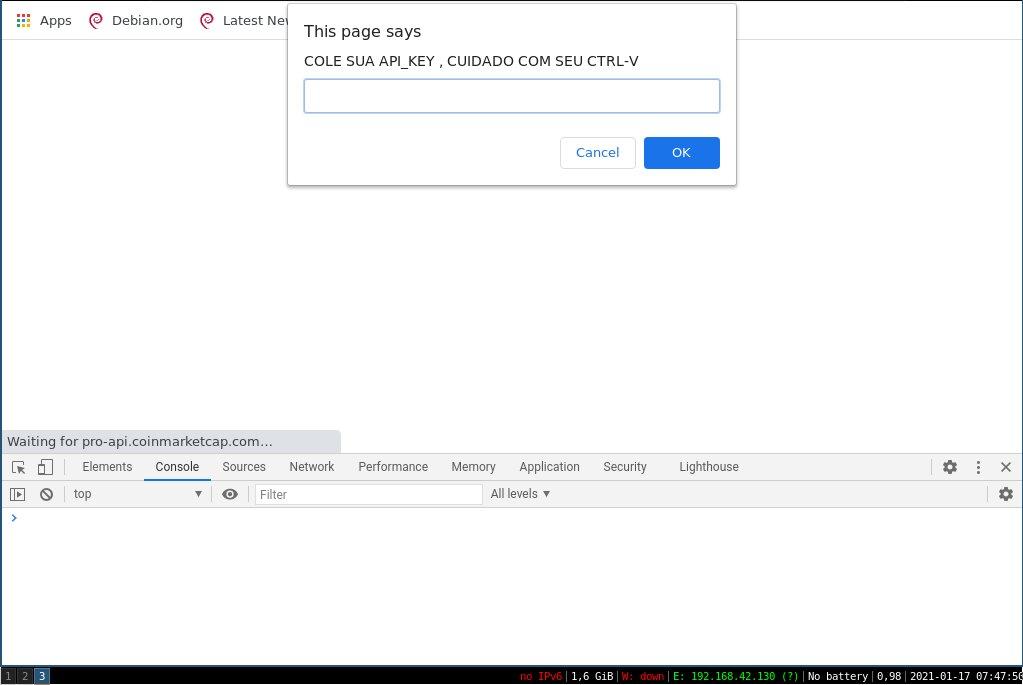 Apps Debian.org Latest New
This page says
COLE SUA API_KEY , CUIDADO COM SEU CTRL-V
Cancel OK
Waiting for pro-api.coinmarketcap.com...
Elements Console Sources Network Performance Memory Application Security Lighthouse
top ▼ Filter All levels ▼
>
1 2 3 no IPv6|1,6 GiB|W: down|E: 192.168.42.130 (?)|No battery|0,98|2021-01-17 07:47:50